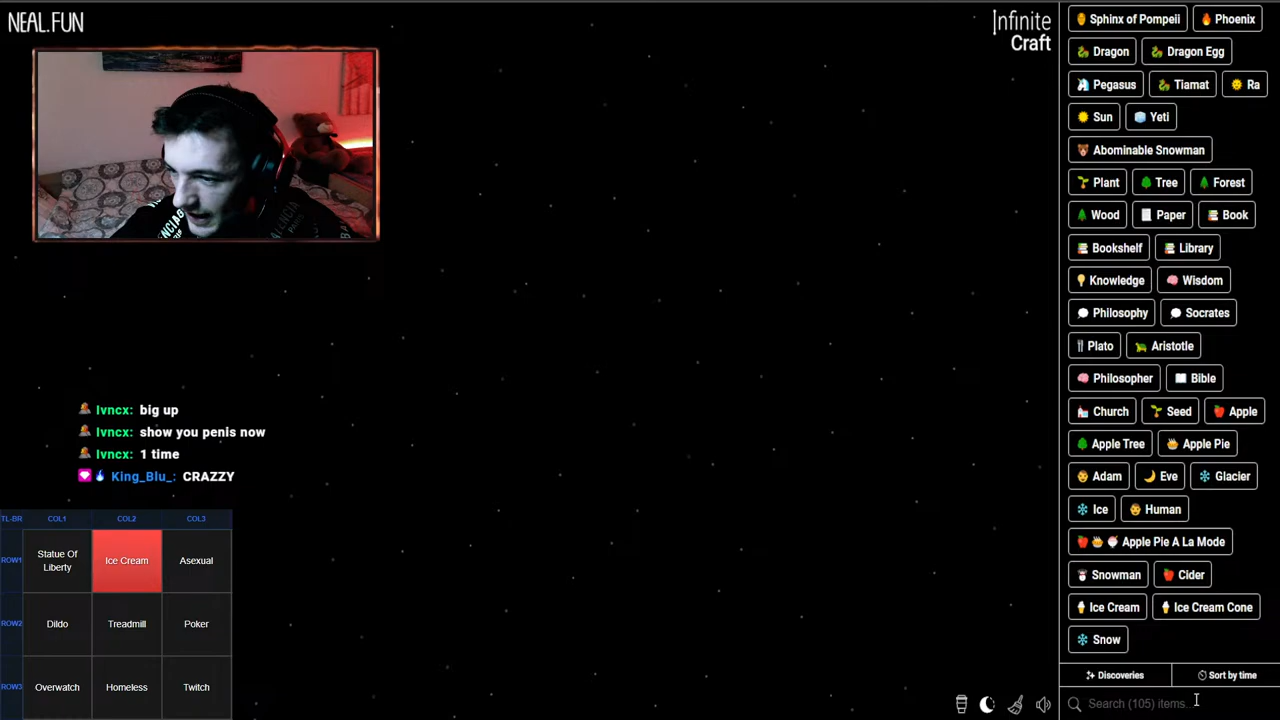 NEAL.FUN
Infinite
Craft
Sphinx of Pompeii
Phoenix
Dragon
Dragon Egg
Pegasus
Tiamat
Ra
Sun
Yeti
Abominable Snowman
Plant
Tree
Forest
Wood
Paper
Book
Bookshelf
Library
Knowledge
Wisdom
Philosophy
Socrates
Plato
Aristotle
Philosopher
Bible
Church
Seed
Apple
Apple Tree
Apple Pie
Adam
Eve
Glacier
Ice
Human
Apple Pie A La Mode
Snowman
Cider
Ice Cream
Ice Cream Cone
Snow
Discoveries
Sort by time
Search (105) items...
lvncx: big up
lvncx: show you penis now
lvncx: 1 time
King_Blu_: CRAZZY
TL-BR COL1 COL2 COL3
ROW1 Statue Of Liberty Ice Cream Asexual
ROW2 Dildo Treadmill Poker
ROW3 Overwatch Homeless Twitch